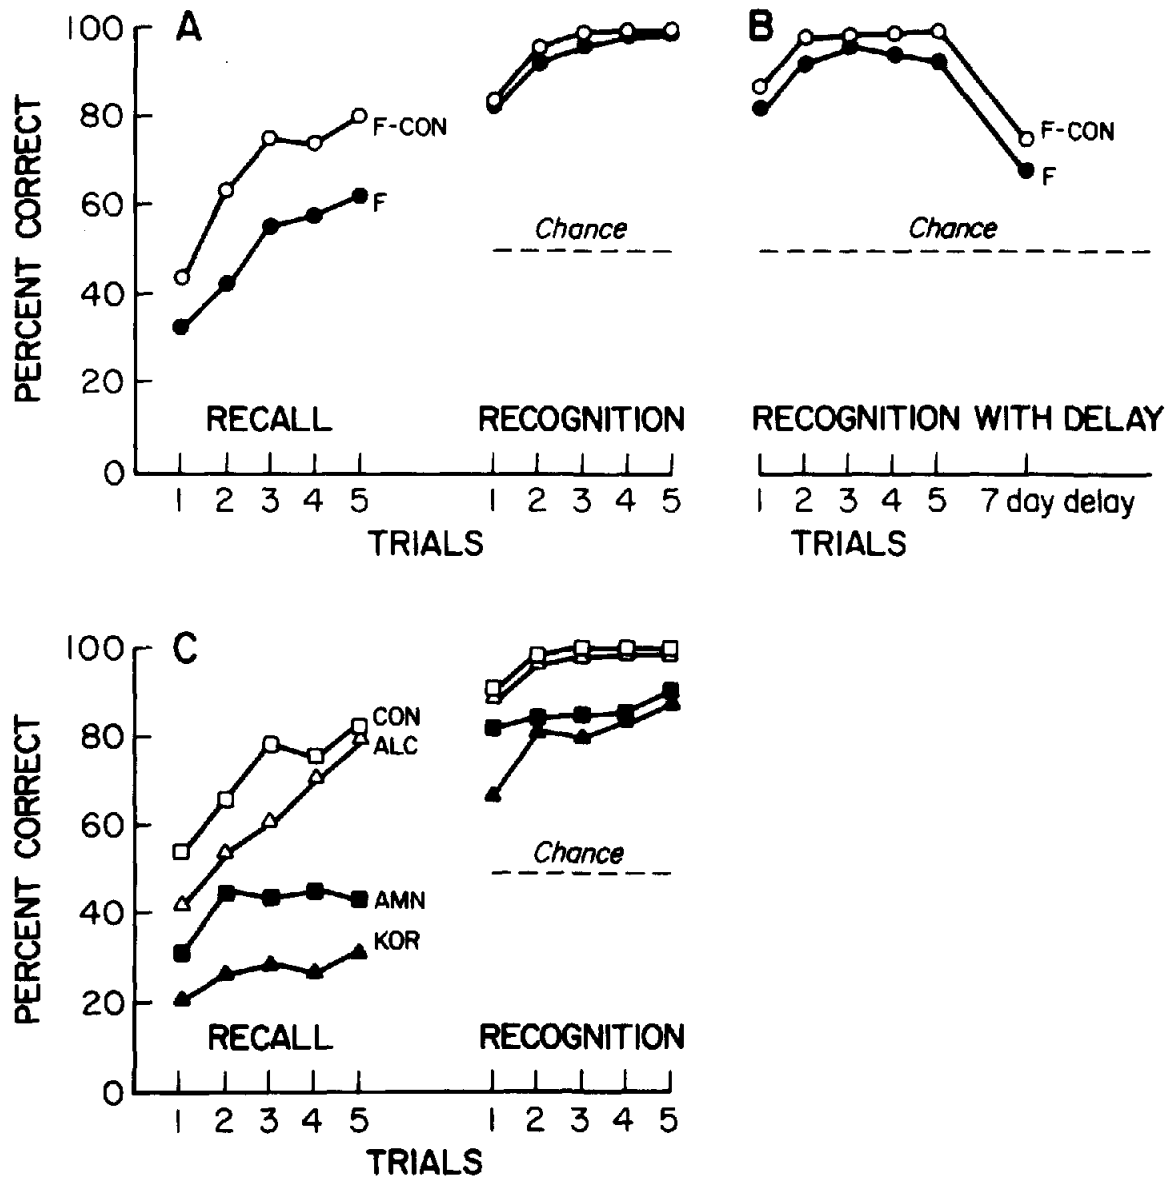 A
B
PERCENT CORRECT
100
80
60
40
20
0
F-CON
F
RECALL
1 2 3 4 5
Chance
RECOGNITION
1 2 3 4 5
TRIALS
F-CON
F
Chance
RECOGNITION WITH DELAY
1 2 3 4 5 7 day delay
TRIALS
C
PERCENT CORRECT
100
80
60
40
20
0
CON
ALC
AMN
KOR
RECALL
1 2 3 4 5
Chance
RECOGNITION
1 2 3 4 5
TRIALS